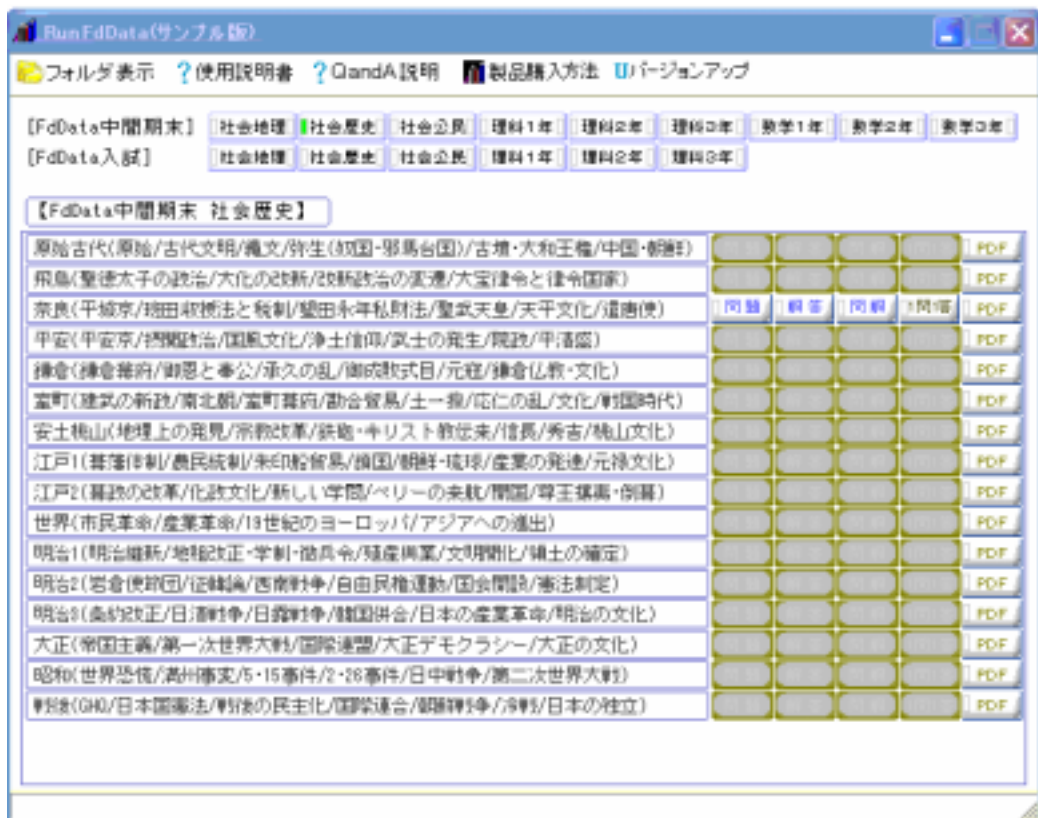 RunFdData(サンプル版)
フォルダ表示 ?使用説明書 ?QandA説明 製品購入方法 Uバージョンアップ
[FdData中間期末] 社会地理 社会歴史 社会公民 理科1年 理科2年 理科3年 数学1年 数学2年 数学3年
[FdData入試] 社会地理 社会歴史 社会公民 理科1年 理科2年 理科3年
【FdData中間期末 社会歴史】
原始古代(原始/古代文明/縄文/弥生(奴国・邪馬台国)/古墳・大和王権/中国・朝鮮) PDF
飛鳥(聖徳太子の政治/大化の改新/改新政治の変遷/大宝律令と律令国家) PDF
奈良(平城京/班田収授法と税制/墾田永年私財法/聖武天皇/天平文化/遣唐使) 問題 解答 問解 1問1答 PDF
平安(平安京/摂関政治/国風文化/浄土信仰/武士の発生/院政/平清盛) PDF
鎌倉(鎌倉幕府/御恩と奉公/承久の乱/御成敗式目/元寇/鎌倉仏教・文化) PDF
室町(建武の新政/南北朝/室町幕府/勘合貿易/土一揆/応仁の乱/文化/戦国時代) PDF
安土桃山(地理上の発見/宗教改革/鉄砲・キリスト教伝来/信長/秀吉/桃山文化) PDF
江戸1(幕藩体制/農民統制/朱印船貿易/鎖国/朝鮮・琉球/産業の発達/元禄文化) PDF
江戸2(幕政の改革/化政文化/新しい学問/ペリーの来航/開国/尊王攘夷・倒幕) PDF
世界(市民革命/産業革命/19世紀のヨーロッパ/アジアへの進出) PDF
明治1(明治維新/地租改正・学制・徴兵令/殖産興業/文明開化/領土の確定) PDF
明治2(岩倉使節団/征韓論/西南戦争/自由民権運動/国会開設/憲法制定) PDF
明治3(条約改正/日清戦争/日露戦争/韓国併合/日本の産業革命/明治の文化) PDF
大正(帝国主義/第一次世界大戦/国際連盟/大正デモクラシー/大正の文化) PDF
昭和(世界恐慌/満州事変/5・15事件/2・26事件/日中戦争/第二次世界大戦) PDF
戦後(GHQ/日本国憲法/戦後の民主化/国際連合/朝鮮戦争/冷戦/日本の独立) PDF